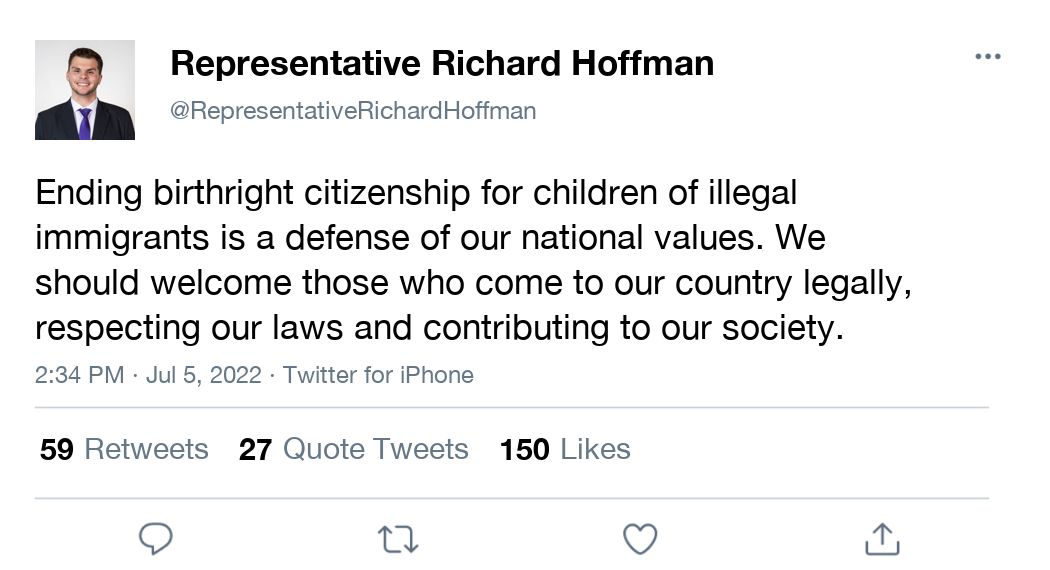 Representative Richard Hoffman
@RepresentativeRichardHoffman
Ending birthright citizenship for children of illegal
immigrants is a defense of our national values. We
should welcome those who come to our country legally,
respecting our laws and contributing to our society.
2:34 PM · Jul 5, 2022 · Twitter for iPhone
59 Retweets 27 Quote Tweets 150 Likes